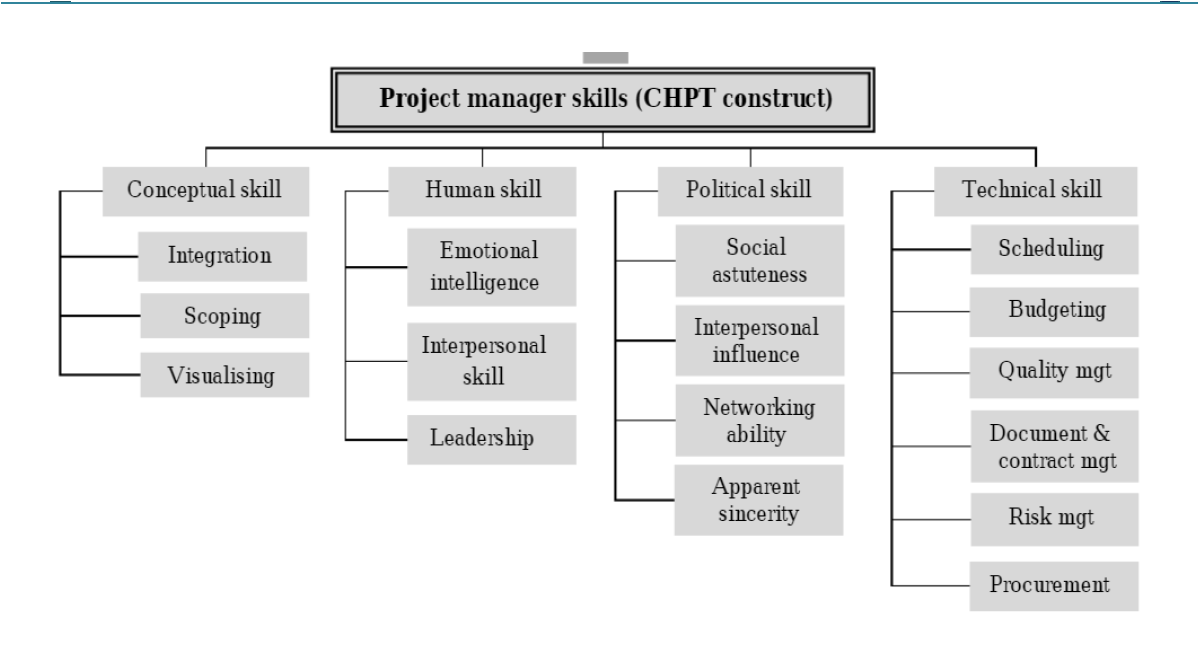 Project manager skills (CHPT construct)
Conceptual skill
Integration
Scoping
Visualising
Human skill
Emotional
intelligence
Interpersonal
skill
Leadership
Political skill
Social
astuteness
Interpersonal
influence
Networking
ability
Apparent
sincerity
Technical skill
Scheduling
Budgeting
Quality mgt
Document &
contract mgt
Risk mgt
Procurement